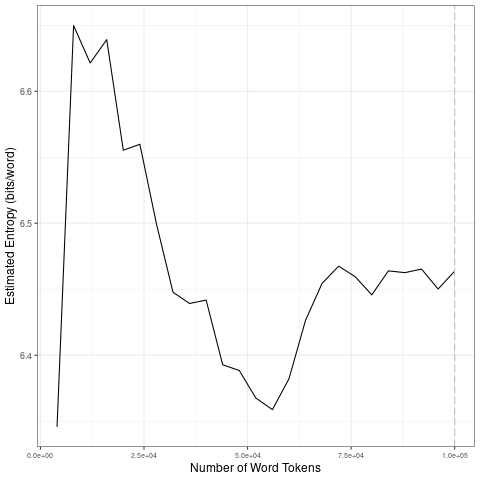 Estimated Entropy (bits/word)
6.6
6.5
6.4
0.0e+00 2.5e+04 5.0e+04 7.5e+04 1.0e+05
Number of Word Tokens